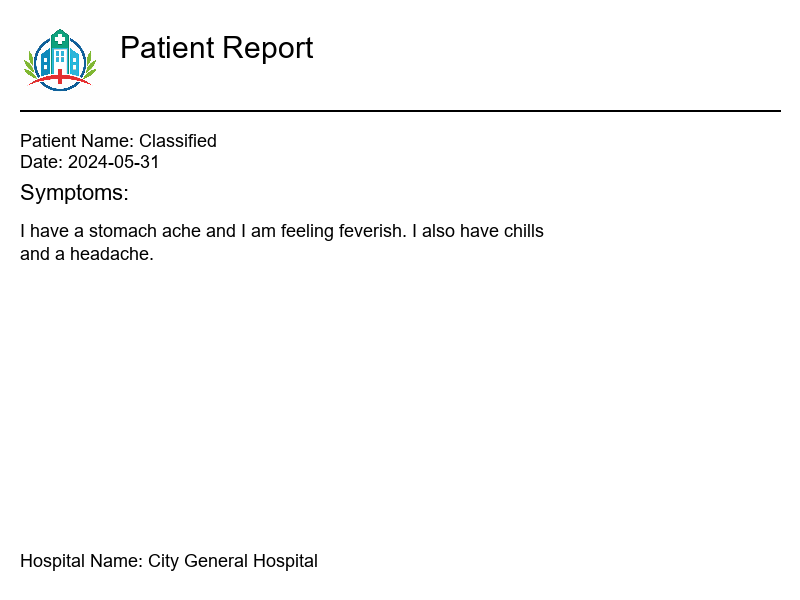 Patient Report
Patient Name: Classified
Date: 2024-05-31
Symptoms:
I have a stomach ache and I am feeling feverish. I also have chills
and a headache.
Hospital Name: City General Hospital